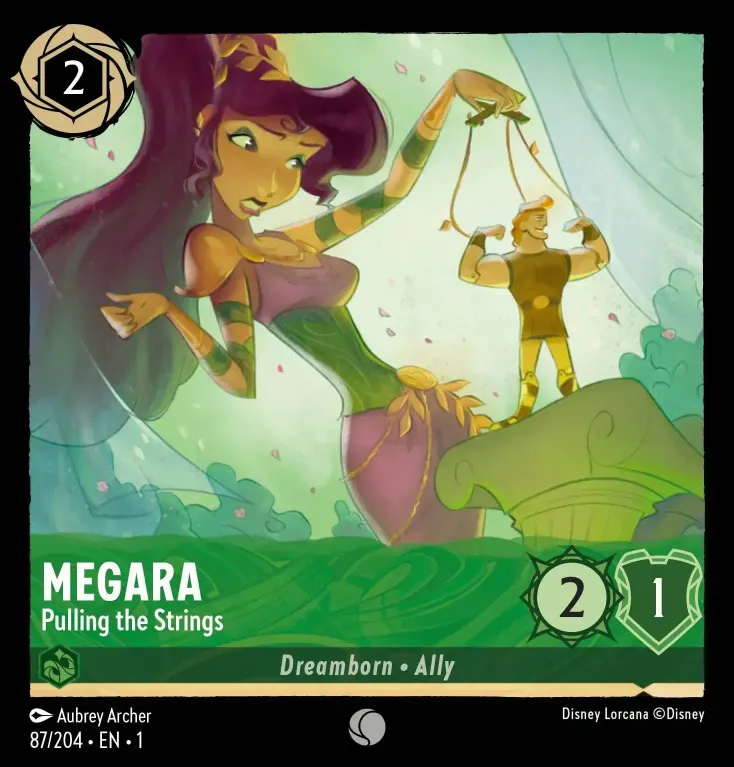 2
MEGARA
Pulling the Strings
2
1
Dreamborn • Ally
Aubrey Archer
Disney Lorcana ©Disney
87/204 • EN • 1